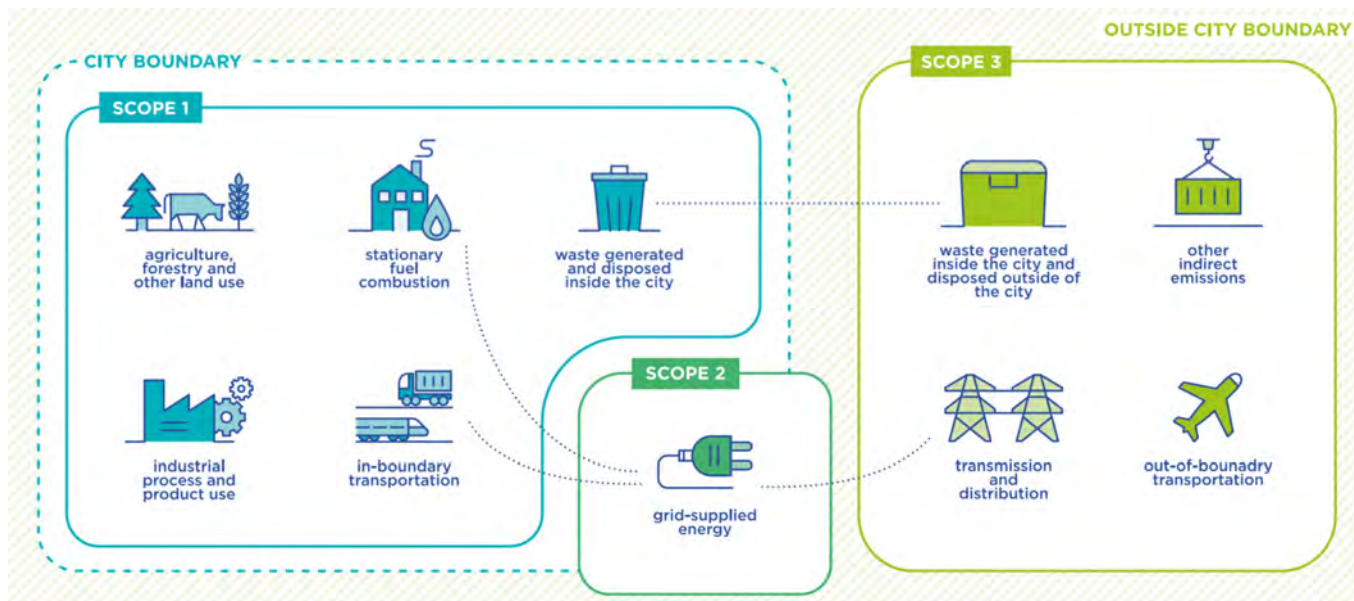 OUTSIDE CITY BOUNDARY
CITY BOUNDARY
SCOPE 1
agriculture,
forestry and
other land use
stationary
fuel
combustion
waste generated
and disposed
inside the city
industrial
process and
product use
in-boundary
transportation
SCOPE 2
grid-supplied
energy
SCOPE 3
waste generated
inside the city and
disposed outside of
the city
other
indirect
emissions
transmission
and
distribution
out-of-bounadry
transportation